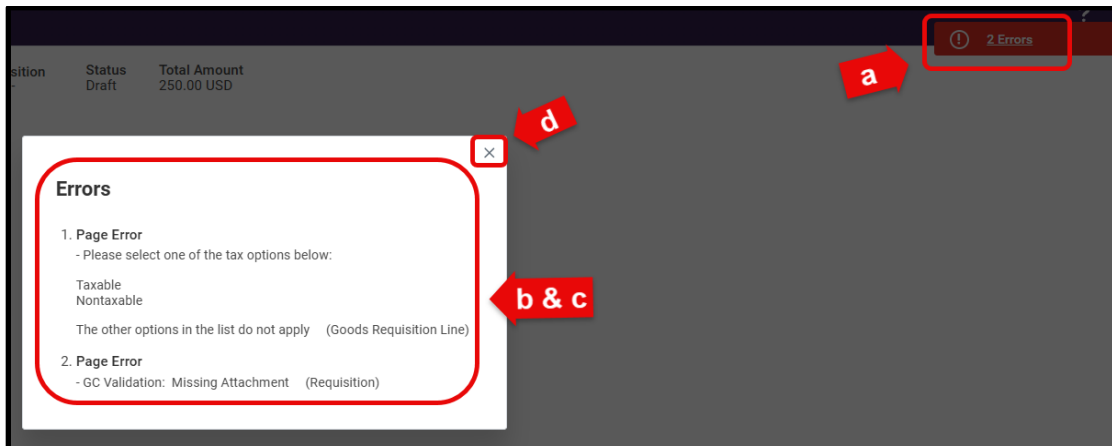 2 Errors
a
sition Status Total Amount
- Draft 250.00 USD
d
Errors
1. Page Error
- Please select one of the tax options below:
Taxable
Nontaxable
b & c
The other options in the list do not apply (Goods Requisition Line)
2. Page Error
- GC Validation: Missing Attachment (Requisition)